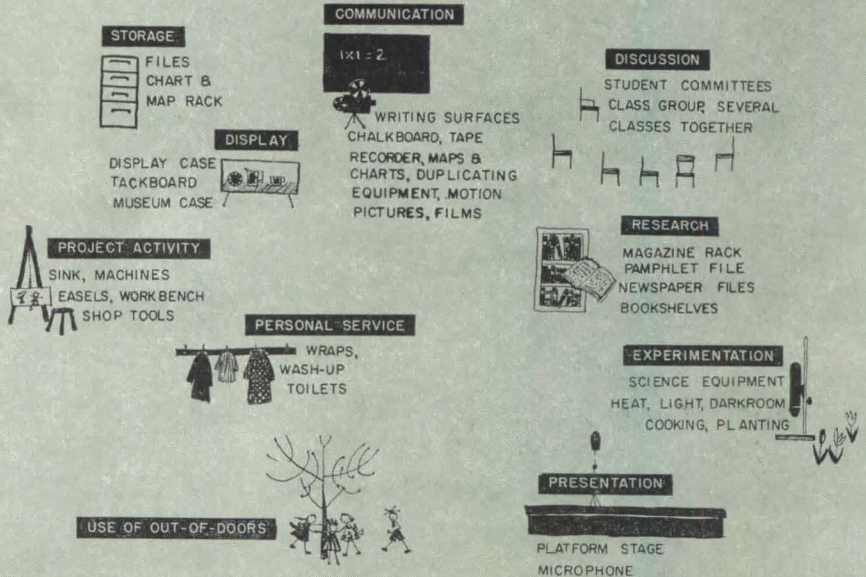 COMMUNICATION
1x1=2
WRITING SURFACES
CHALKBOARD, TAPE
RECORDER, MAPS &
CHARTS, DUPLICATING
EQUIPMENT, MOTION
PICTURES, FILMS
STORAGE
FILES
CHART &
MAP RACK
DISCUSSION
STUDENT COMMITTEES
CLASS GROUP, SEVERAL
CLASSES TOGETHER
DISPLAY
DISPLAY CASE
TACKBOARD
MUSEUM CASE
RESEARCH
MAGAZINE RACK
PAMPHLET FILE
NEWSPAPER FILES
BOOKSHELVES
PROJECT ACTIVITY
SINK, MACHINES
EASELS, WORKBENCH
SHOP TOOLS
PERSONAL SERVICE
WRAPS,
WASH-UP
TOILETS
EXPERIMENTATION
SCIENCE EQUIPMENT
HEAT, LIGHT, DARKROOM
COOKING, PLANTING
USE OF OUT-OF-DOORS
PRESENTATION
PLATFORM STAGE
MICROPHONE